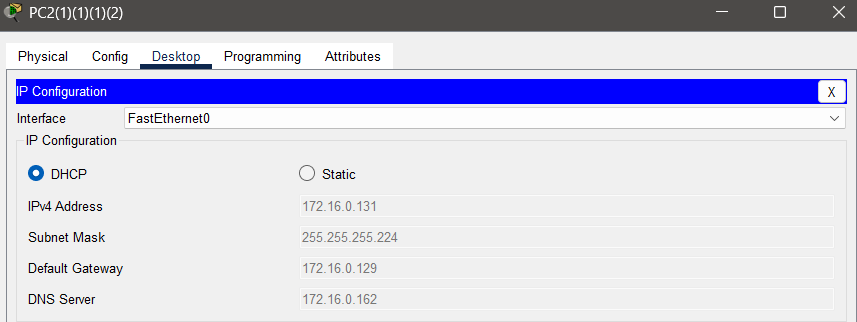 PC2(1)(1)(1)(2)
Physical Config Desktop Programming Attributes
IP Configuration X
Interface FastEthernet0
IP Configuration
DHCP Static
IPv4 Address 172.16.0.131
Subnet Mask 255.255.255.224
Default Gateway 172.16.0.129
DNS Server 172.16.0.162